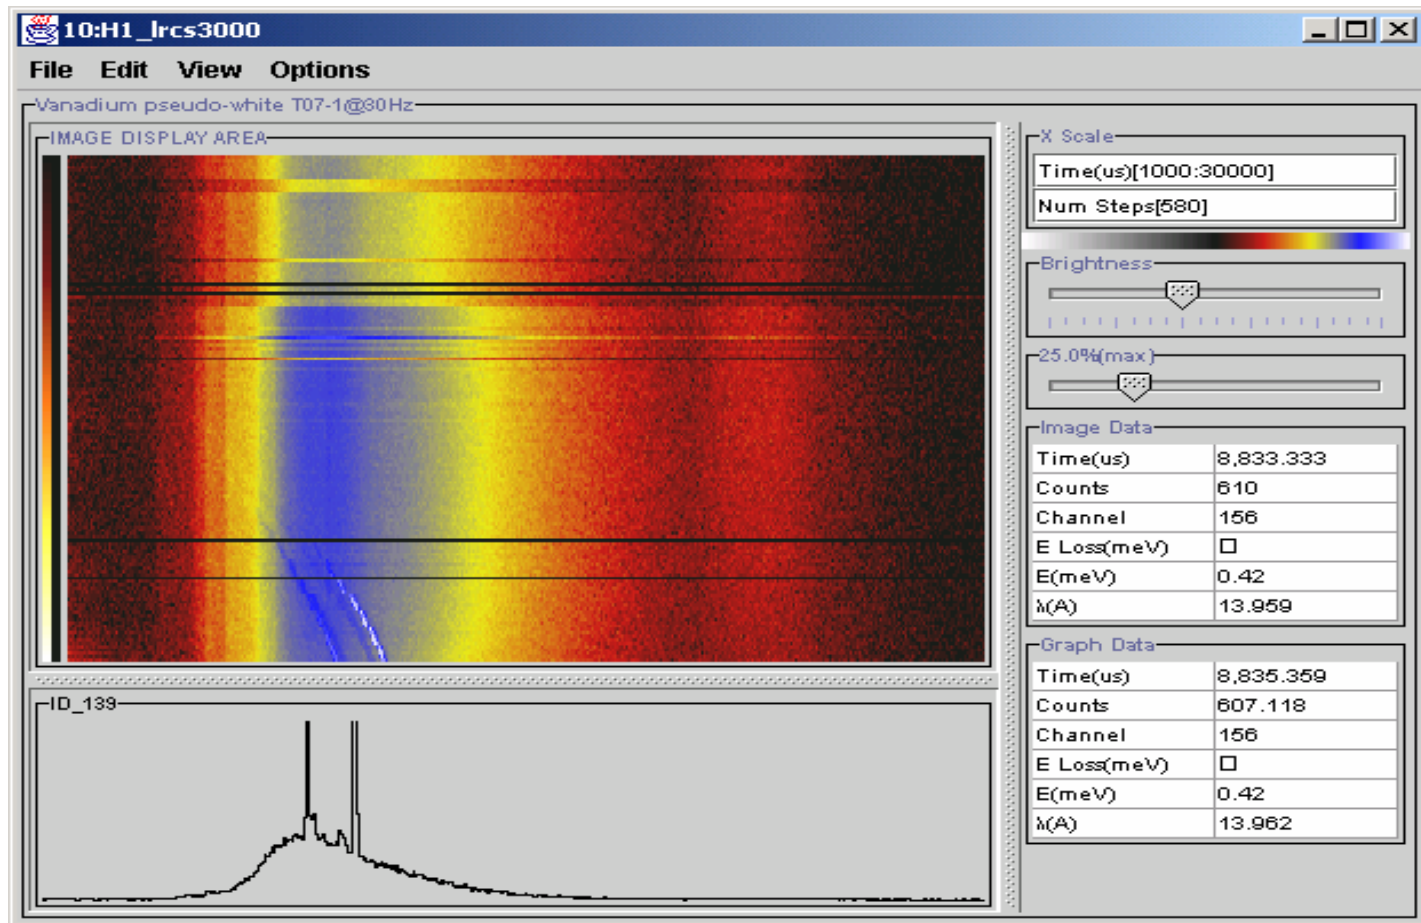 10:H1_lrcs3000
File Edit View Options
Vanadium pseudo-white T07-1@30Hz
IMAGE DISPLAY AREA
X Scale
Time(us)[1000:30000]
Num Steps[580]
Brightness
25.0%(max)
Image Data
Time(us) 8,833.333
Counts 610
Channel 156
E Loss(meV)
E(meV) 0.42
λ(A) 13.959
Graph Data
Time(us) 8,835.359
Counts 607.118
Channel 156
E Loss(meV)
E(meV) 0.42
λ(A) 13.962
ID_139